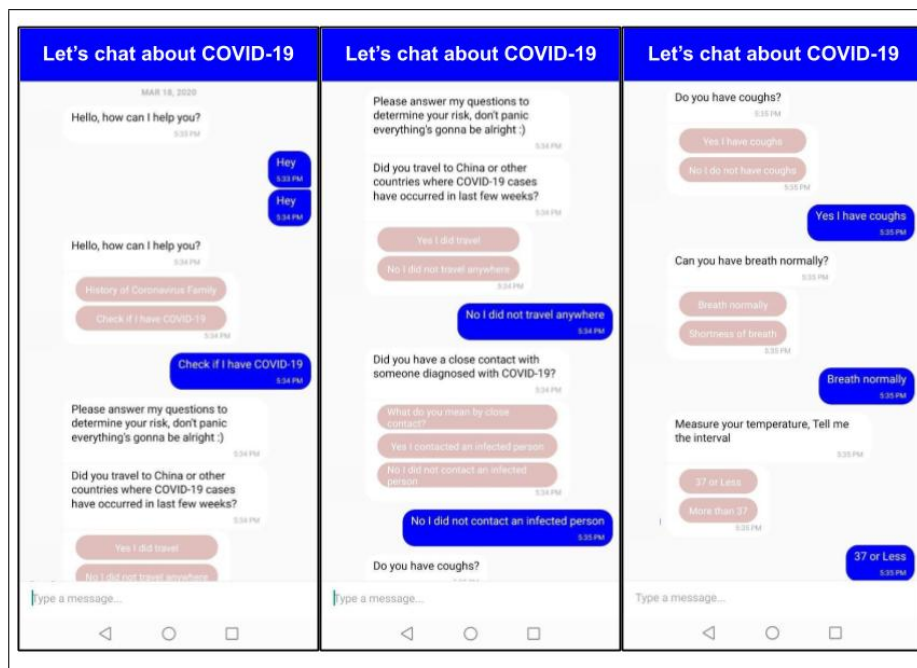 Let's chat about COVID-19
MAR 18, 2020
Hello, how can I help you?
5:35 PM
Hey
5:33 PM
Hey
5:34 PM
Hello, how can I help you?
5:34 PM
History of Coronavirus Family
Check if I have COVID-19
5:34 PM
Check if I have COVID-19
5:34 PM
Please answer my questions to
determine your risk, don't panic
everything's gonna be alright :)
5:34 PM
Did you travel to China or other
countries where COVID-19 cases
have occurred in last few weeks?
5:34 PM
Yes I did travel
No I did not travel anywhere
Type a message...
Let's chat about COVID-19
Please answer my questions to
determine your risk, don't panic
everything's gonna be alright :)
5:34 PM
Did you travel to China or other
countries where COVID-19 cases
have occurred in last few weeks?
5:34 PM
Yes I did travel
No I did not travel anywhere
5:34 PM
No I did not travel anywhere
5:34 PM
Did you have a close contact with
someone diagnosed with COVID-19?
5:34 PM
What do you mean by close
contact?
Yes I contacted an infected person
No I did not contact an infected
person
5:34 PM
No I did not contact an infected person
5:35 PM
Do you have coughs?
Type a message...
Let's chat about COVID-19
Do you have coughs?
5:35 PM
Yes I have coughs
No I do not have coughs
5:35 PM
Yes I have coughs
5:35 PM
Can you have breath normally?
5:35 PM
Breath normally
Shortness of breath
5:35 PM
Breath normally
5:35 PM
Measure your temperature, Tell me
the interval
5:35 PM
37 or Less
More than 37
5:35 PM
37 or Less
5:35 PM
Type a message...